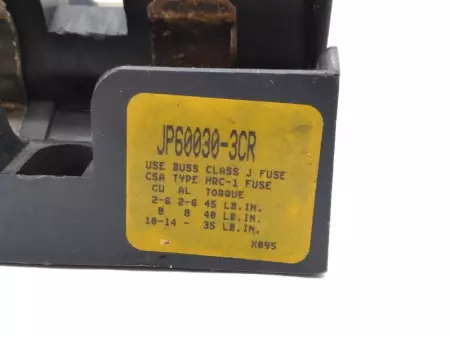 JP60030-3CR
USE BUSS CLASS J FUSE
CSA TYPE HRC-1 FUSE
CU AL TORQUE
2-6 2-6 45 LB.IN.
8 8 40 LB.IN.
10-14 - 35 LB.IN.
X895